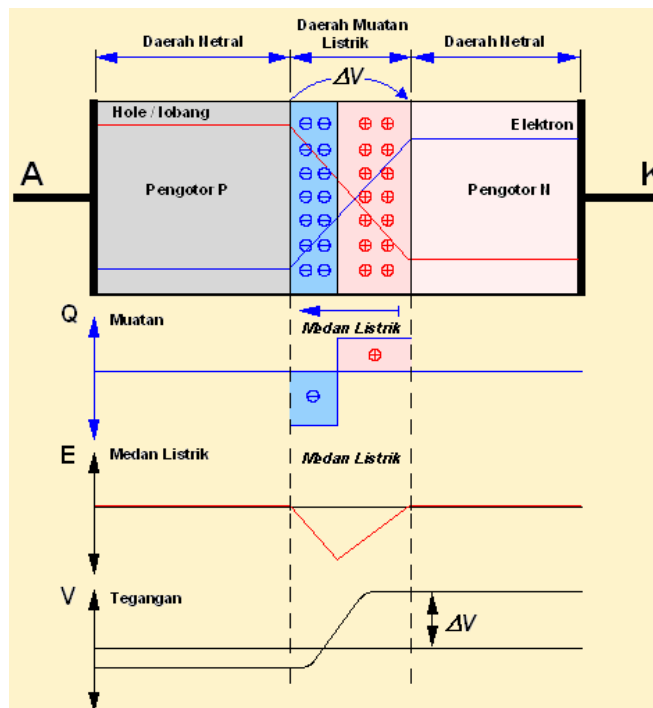 Daerah Netral
Daerah Muatan
Listrik
Daerah Netral
ΔV
Hole / lobang
Elektron
A
Pengotor P
Pengotor N
K
Q
Muatan
Medan Listrik
E
Medan Listrik
Medan Listrik
V
Tegangan
ΔV